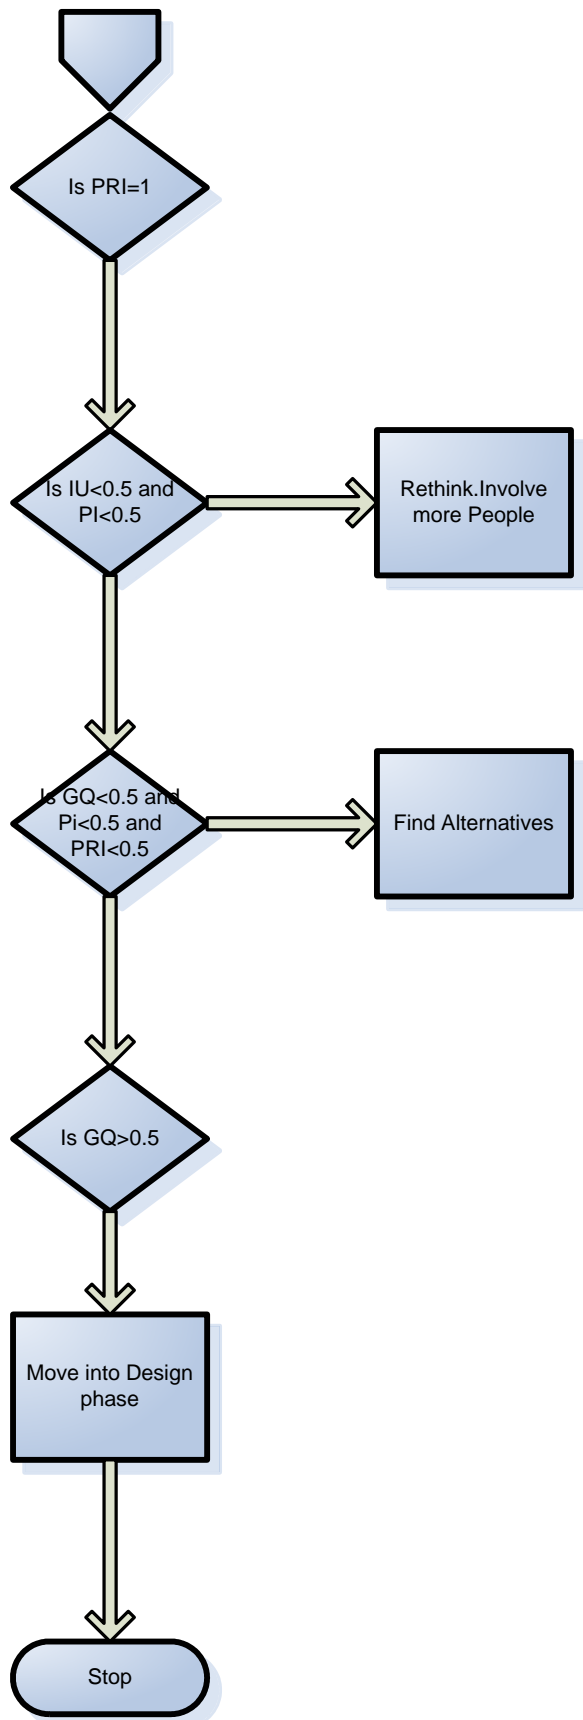 Is PRI=1
Is IU<0.5 and
PI<0.5
Rethink.Involve
more People
Is GQ<0.5 and
Pi<0.5 and
PRI<0.5
Find Alternatives
Is GQ>0.5
Move into Design
phase
Stop